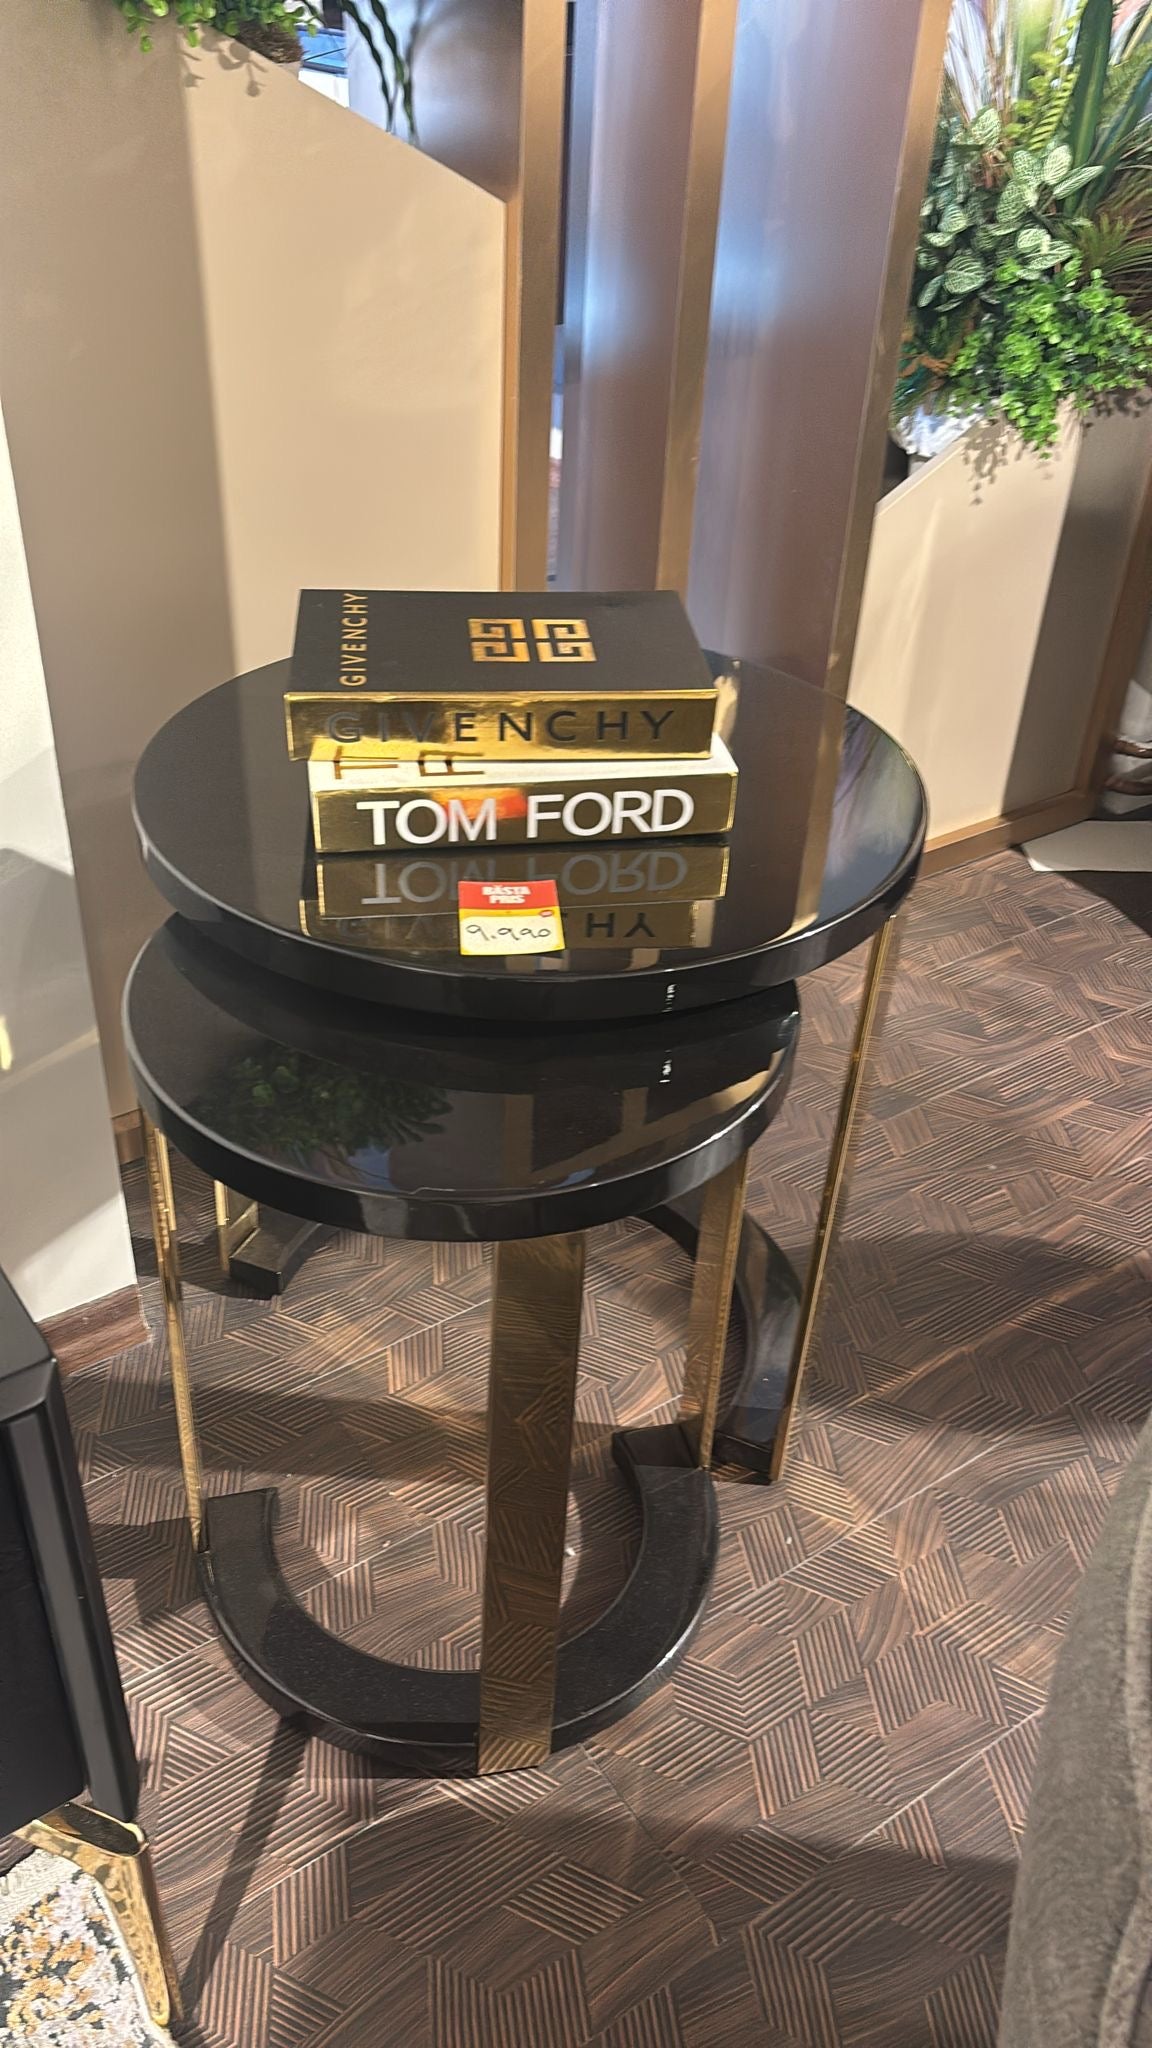 GIVENCHY
GIVENCHY
TOM FORD
BÄSTA
PRIS
9.990